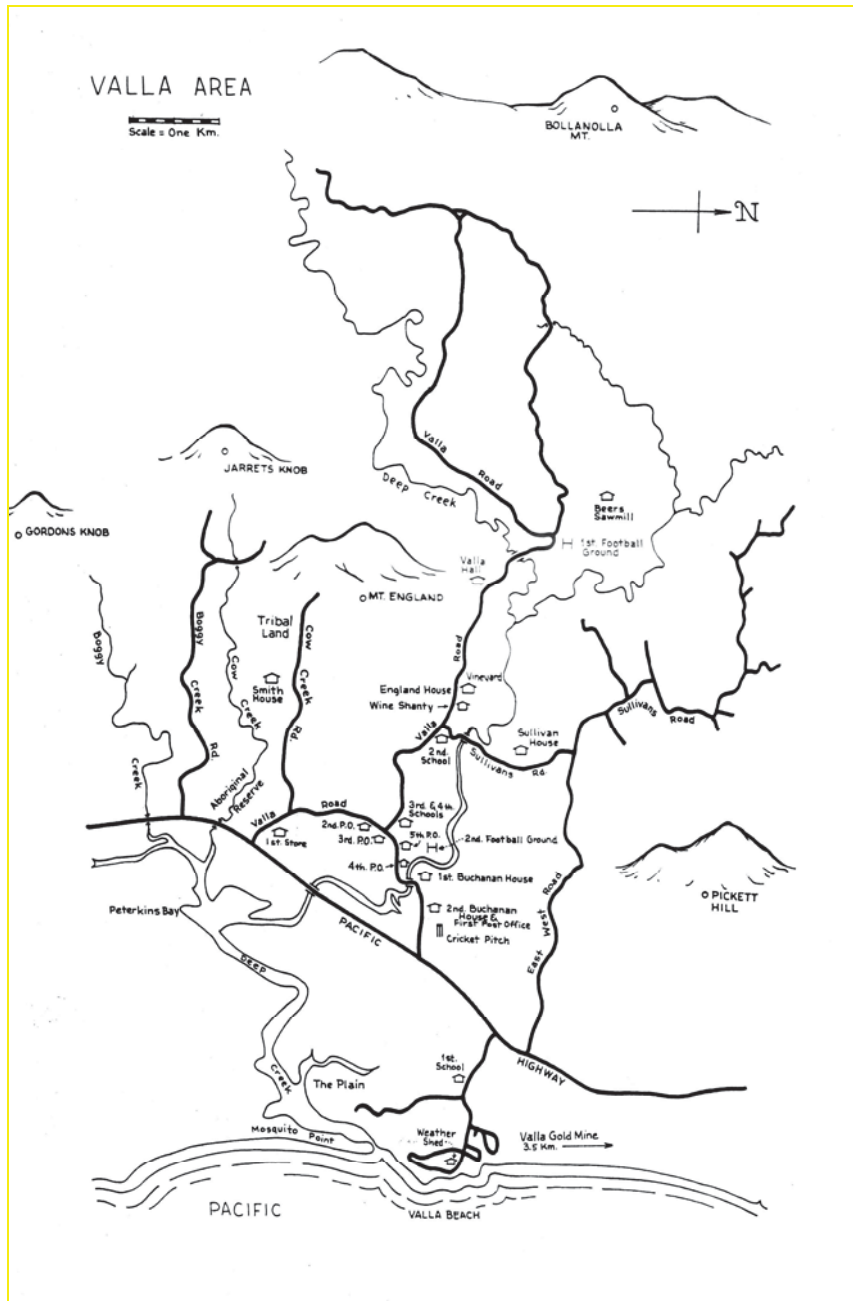 VALLA AREA
Scale = One Km.
BOLLANOLLA
MT.
N
JARRETS KNOB
GORDONS KNOB
Valla
Road
Deep Creek
Beers
Sawmill
1st. Football
Ground
Valla
Hall
MT. ENGLAND
Tribal
Land
Smith
House
Boggy
Creek
Boggy
Creek
Rd.
Cow
Creek
Cow
Creek
Rd.
Aboriginal
Reserve
Road
Valla
Vineyard
England House
Wine Shanty
2nd.
School
Sullivans
Rd.
Sullivan
House
Sullivans
Road
Valla
Road
1st. Store
2nd P.O.
3rd. P.O.
3rd. & 4th.
Schools
5th P.O.
4th. P.O.
2nd. Football Ground
1st. Buchanan House
2nd. Buchanan
House &
First Post Office
Cricket Pitch
East West Road
PICKETT
HILL
Peterkins Bay
PACIFIC
HIGHWAY
Deep
Creek
The Plain
1st.
School
Mosquito Point
Weather
Shed
Valla Gold Mine
3.5 Km.
PACIFIC
VALLA BEACH